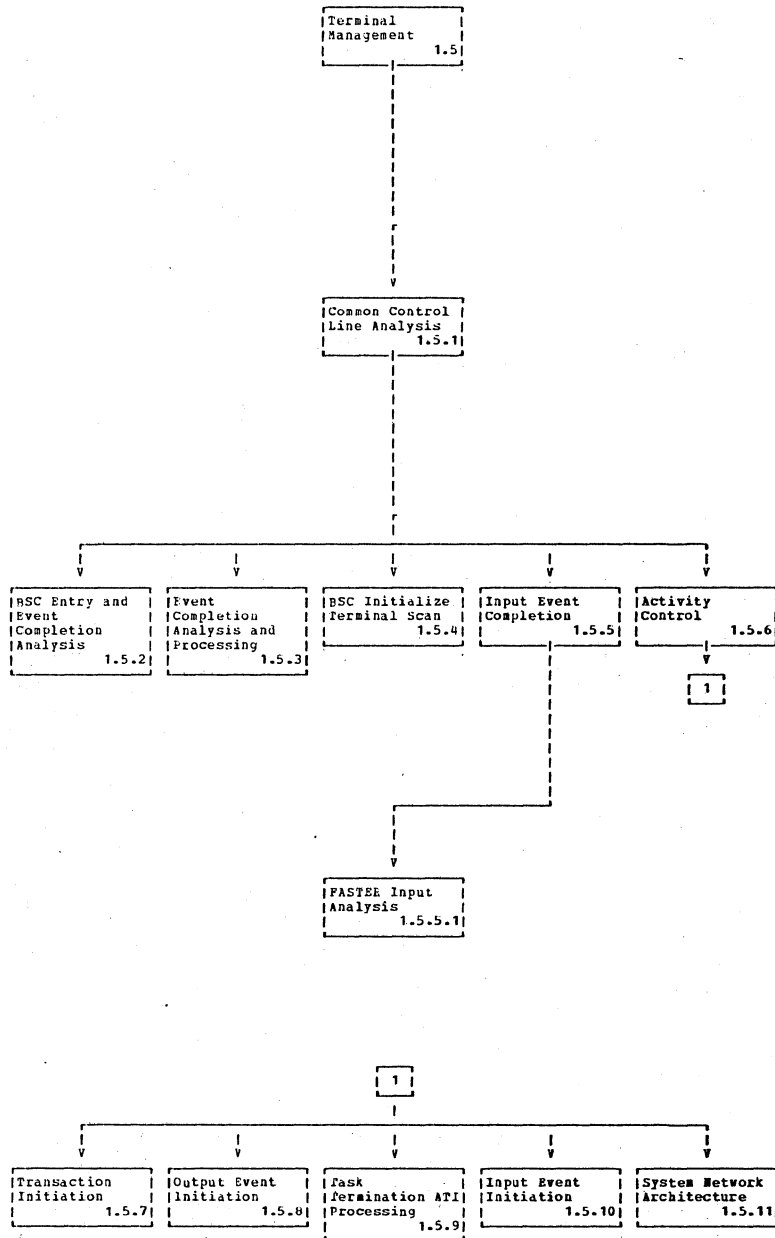 Terminal
Management
1.5
Common Control
Line Analysis
1.5.1
BSC Entry and
Event
Completion
Analysis
1.5.2
Event
Completion
Analysis and
Processing
1.5.3
BSC Initialize
Terminal Scan
1.5.4
Input Event
Completion
1.5.5
Activity
Control
1.5.6
1
FASTER Input
Analysis
1.5.5.1
1
Transaction
Initiation
1.5.7
Output Event
Initiation
1.5.8
Task
Termination ATI
Processing
1.5.9
Input Event
Initiation
1.5.10
System Network
Architecture
1.5.11